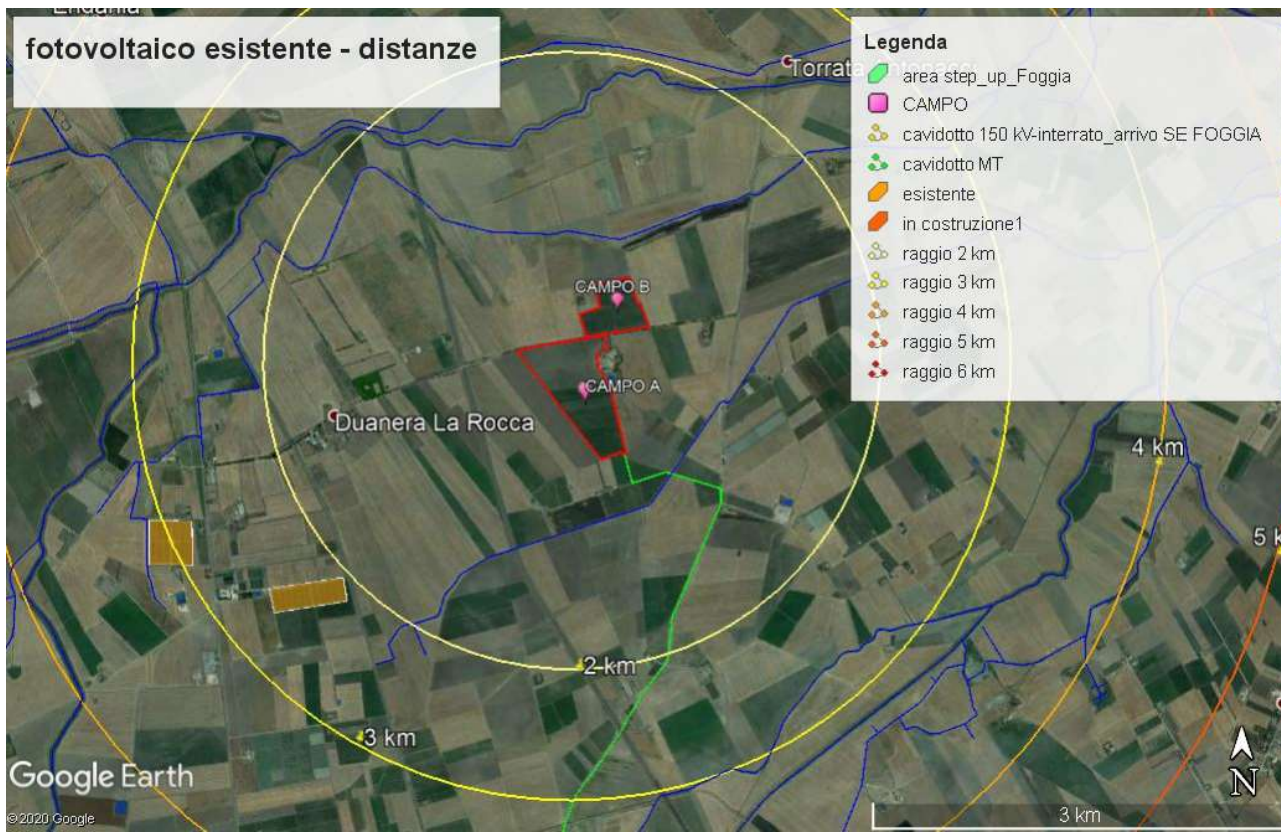 fotovoltaico esistente - distanze
Legenda
area step_up_Foggia
CAMPO
cavidotto 150 kV-interrato_arrivo SE FOGGIA
cavidotto MT
esistente
in costruzione1
raggio 2 km
raggio 3 km
raggio 4 km
raggio 5 km
raggio 6 km
Torrata Antonacci
CAMPO B
CAMPO A
Duanera La Rocca
4 km
5 k
2 km
3 km
Google Earth
©2020 Google
N
3 km